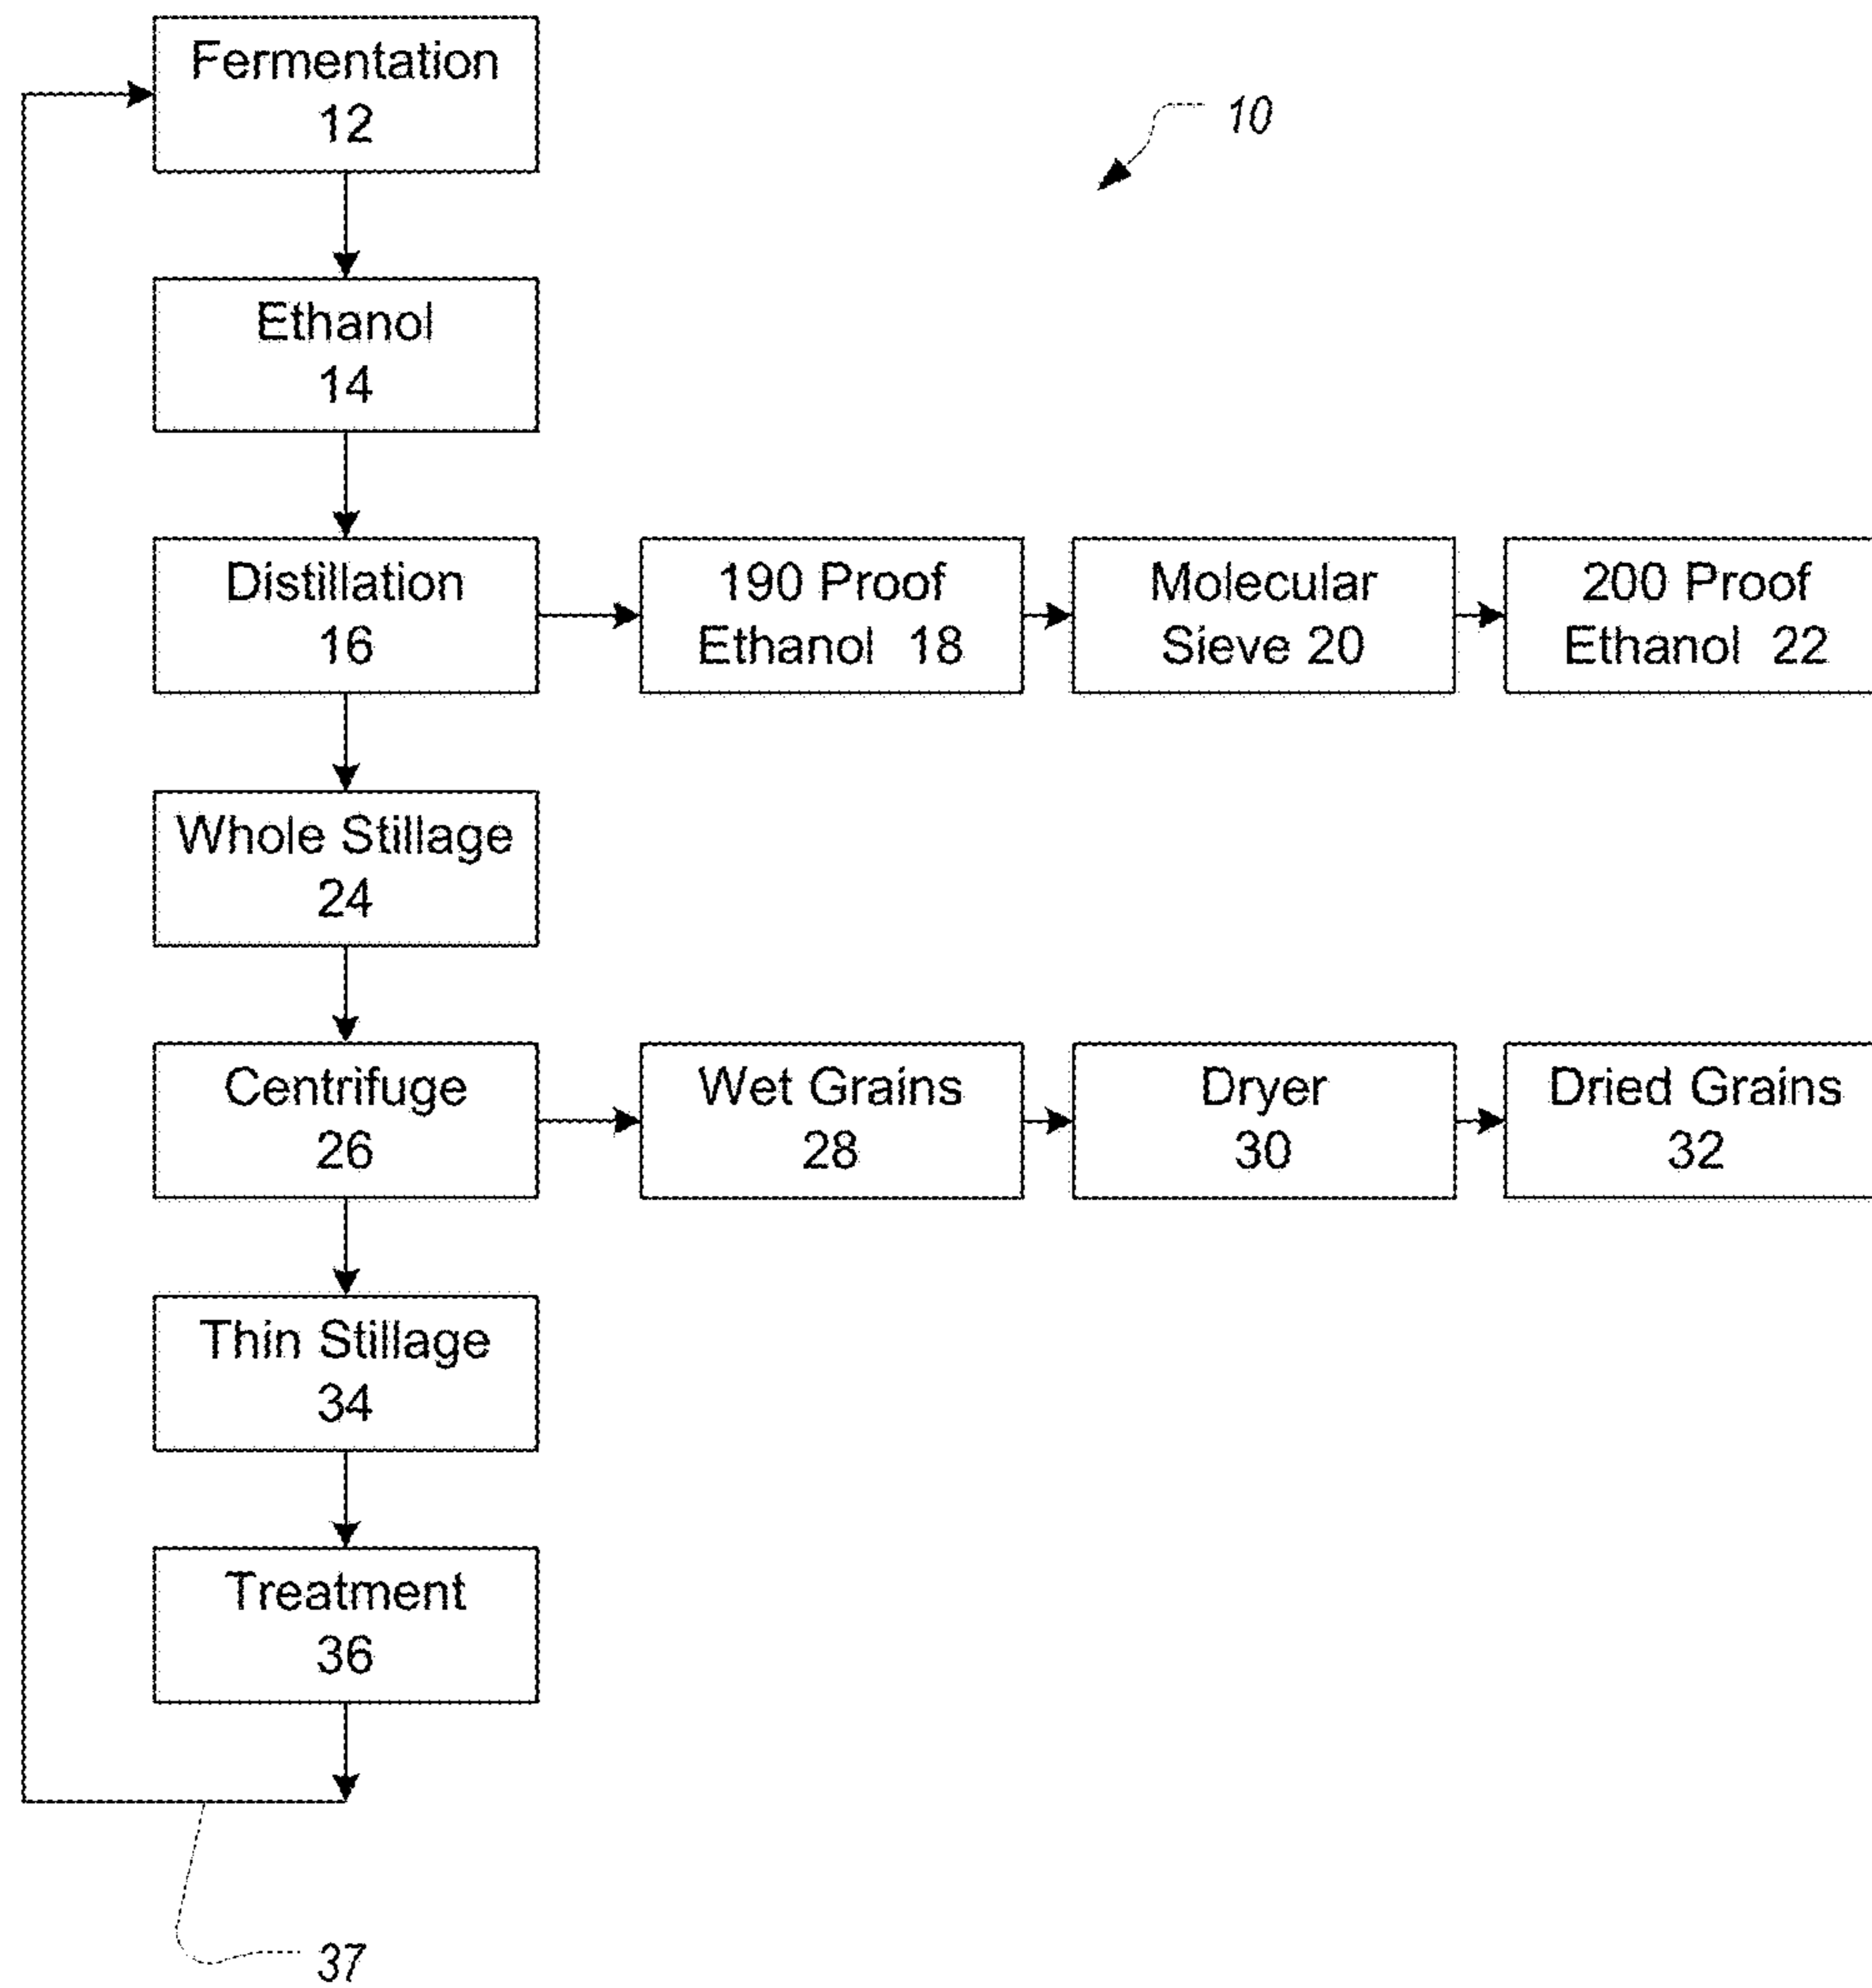 Fermentation
12
10
Ethanol
14
Distillation
16
190 Proof
Ethanol 18
Molecular
Sieve 20
200 Proof
Ethanol 22
Whole Stillage
24
Centrifuge
26
Wet Grains
28
Dryer
30
Dried Grains
32
Thin Stillage
34
Treatment
36
37